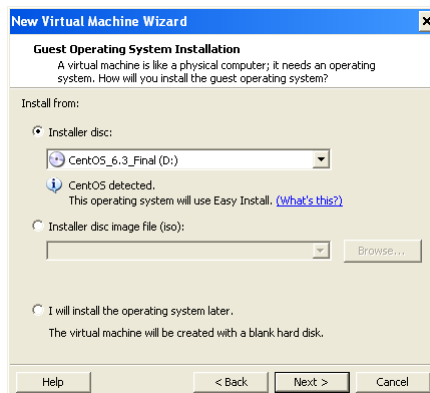 New Virtual Machine Wizard
Guest Operating System Installation
A virtual machine is like a physical computer; it needs an operating
system. How will you install the guest operating system?
Install from:
Installer disc:
CentOS_6.3_Final (D:)
CentOS detected.
This operating system will use Easy Install. (What's this?)
Installer disc image file (iso):
Browse...
I will install the operating system later.
The virtual machine will be created with a blank hard disk.
Help < Back Next > Cancel